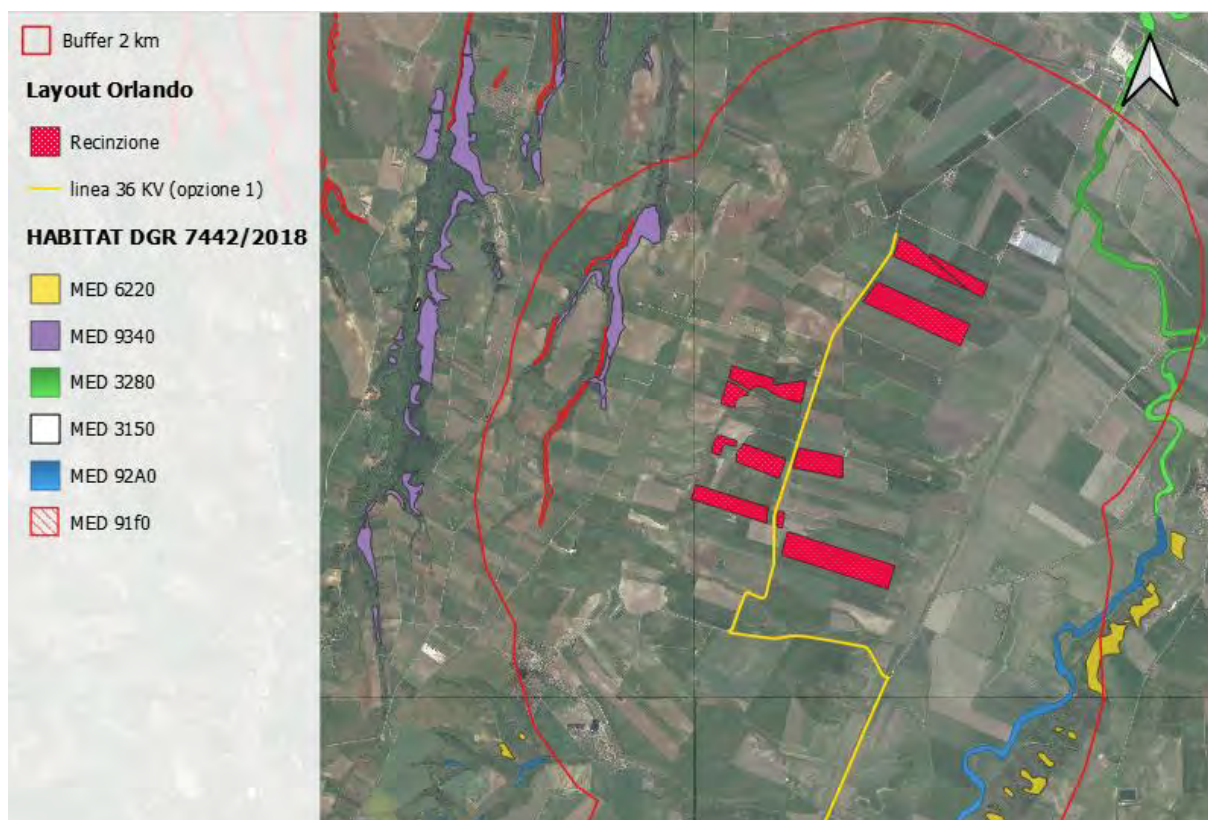 Buffer 2 km
Layout Orlando
Recinzione
linea 36 KV (opzione 1)
HABITAT DGR 7442/2018
MED 6220
MED 9340
MED 3280
MED 3150
MED 92A0
MED 91f0